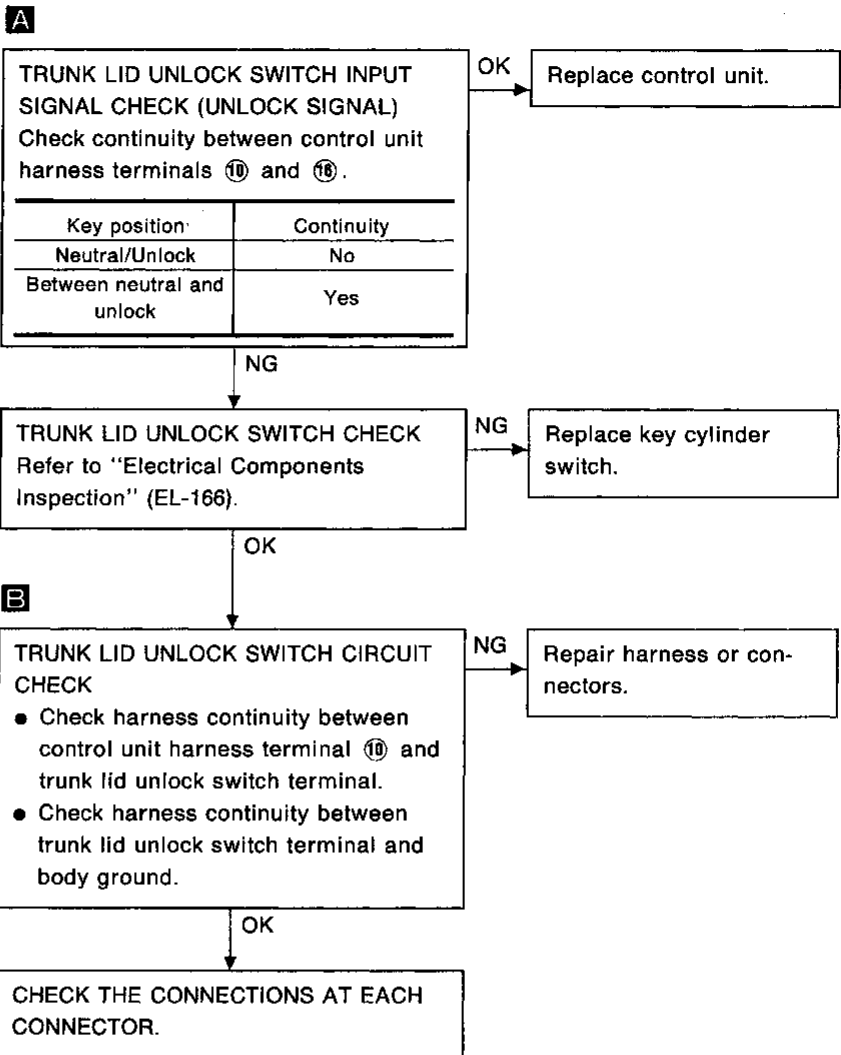 A
TRUNK LID UNLOCK SWITCH INPUT
SIGNAL CHECK (UNLOCK SIGNAL)
Check continuity between control unit
harness terminals ⑩ and ⑯.
Key position
Continuity
Neutral/Unlock
No
Between neutral and
unlock
Yes
OK
Replace control unit.
NG
TRUNK LID UNLOCK SWITCH CHECK
Refer to "Electrical Components
Inspection" (EL-166).
NG
Replace key cylinder
switch.
OK
B
TRUNK LID UNLOCK SWITCH CIRCUIT
CHECK
● Check harness continuity between
control unit harness terminal ⑩ and
trunk lid unlock switch terminal.
● Check harness continuity between
trunk lid unlock switch terminal and
body ground.
NG
Repair harness or con-
nectors.
OK
CHECK THE CONNECTIONS AT EACH
CONNECTOR.